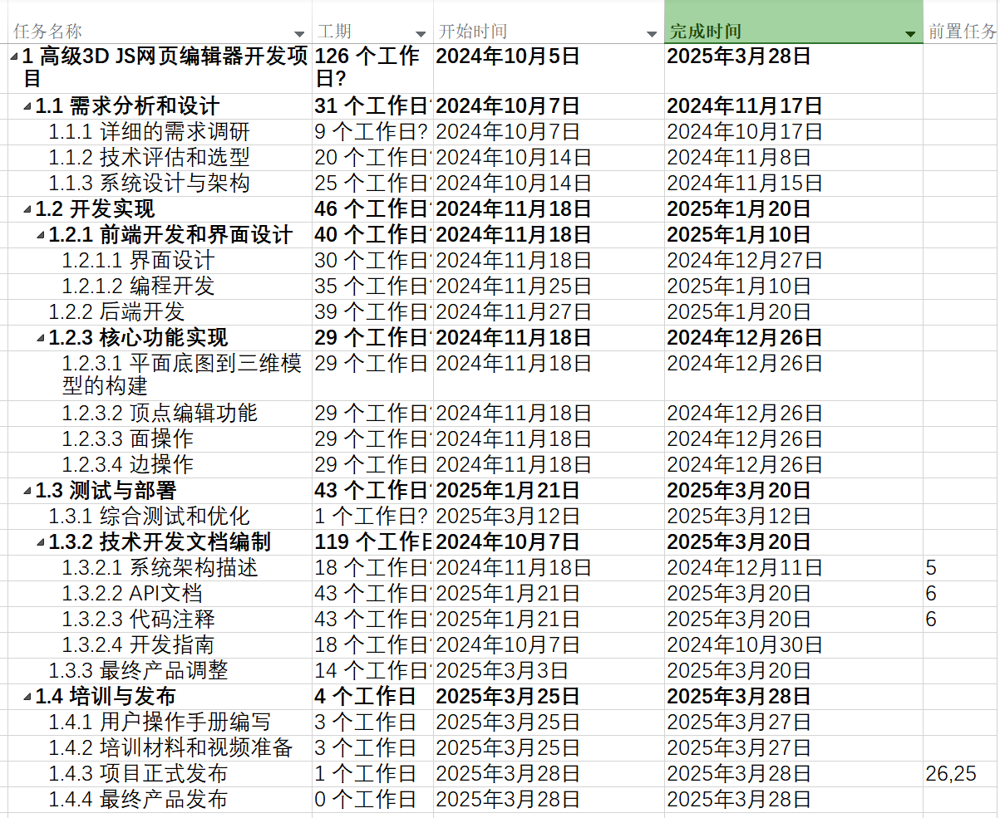 任务名称 工期 开始时间 完成时间 前置任务
1 高级3D JS网页编辑器开发项目 126 个工作日? 2024年10月5日 2025年3月28日
1.1 需求分析和设计 31 个工作日? 2024年10月7日 2024年11月17日
1.1.1 详细的需求调研 9 个工作日? 2024年10月7日 2024年10月17日
1.1.2 技术评估和选型 20 个工作日? 2024年10月14日 2024年11月8日
1.1.3 系统设计与架构 25 个工作日? 2024年10月14日 2024年11月15日
1.2 开发实现 46 个工作日? 2024年11月18日 2025年1月20日
1.2.1 前端开发和界面设计 40 个工作日? 2024年11月18日 2025年1月10日
1.2.1.1 界面设计 30 个工作日? 2024年11月18日 2024年12月27日
1.2.1.2 编程开发 35 个工作日? 2024年11月25日 2025年1月10日
1.2.2 后端开发 39 个工作日? 2024年11月27日 2025年1月20日
1.2.3 核心功能实现 29 个工作日? 2024年11月18日 2024年12月26日
1.2.3.1 平面底图到三维模型的构建 29 个工作日 2024年11月18日 2024年12月26日
1.2.3.2 顶点编辑功能 29 个工作日? 2024年11月18日 2024年12月26日
1.2.3.3 面操作 29 个工作日? 2024年11月18日 2024年12月26日
1.2.3.4 边操作 29 个工作日? 2024年11月18日 2024年12月26日
1.3 测试与部署 43 个工作日? 2025年1月21日 2025年3月20日
1.3.1 综合测试和优化 1 个工作日? 2025年3月12日 2025年3月12日
1.3.2 技术开发文档编制 119 个工作日 2024年10月7日 2025年3月20日
1.3.2.1 系统架构描述 18 个工作日? 2024年11月18日 2024年12月11日 5
1.3.2.2 API文档 43 个工作日? 2025年1月21日 2025年3月20日 6
1.3.2.3 代码注释 43 个工作日? 2025年1月21日 2025年3月20日 6
1.3.2.4 开发指南 18 个工作日? 2024年10月7日 2024年10月30日
1.3.3 最终产品调整 14 个工作日? 2025年3月3日 2025年3月20日
1.4 培训与发布 4 个工作日 2025年3月25日 2025年3月28日
1.4.1 用户操作手册编写 3 个工作日 2025年3月25日 2025年3月27日
1.4.2 培训材料和视频准备 3 个工作日 2025年3月25日 2025年3月27日
1.4.3 项目正式发布 1 个工作日 2025年3月28日 2025年3月28日 26,25
1.4.4 最终产品发布 0 个工作日 2025年3月28日 2025年3月28日